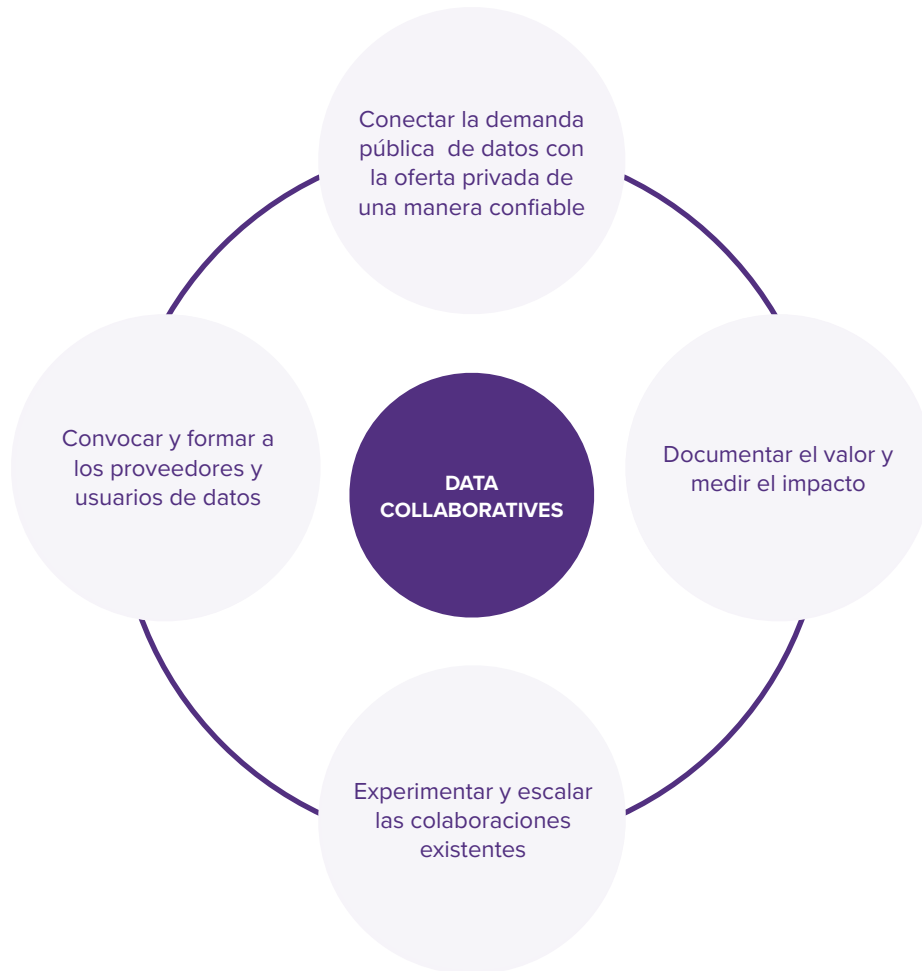 Conectar la demanda
pública de datos con
la oferta privada de
una manera confiable
Convocar y formar a
los proveedores y
usuarios de datos
DATA
COLLABORATIVES
Documentar el valor y
medir el impacto
Experimentar y escalar
las colaboraciones
existentes